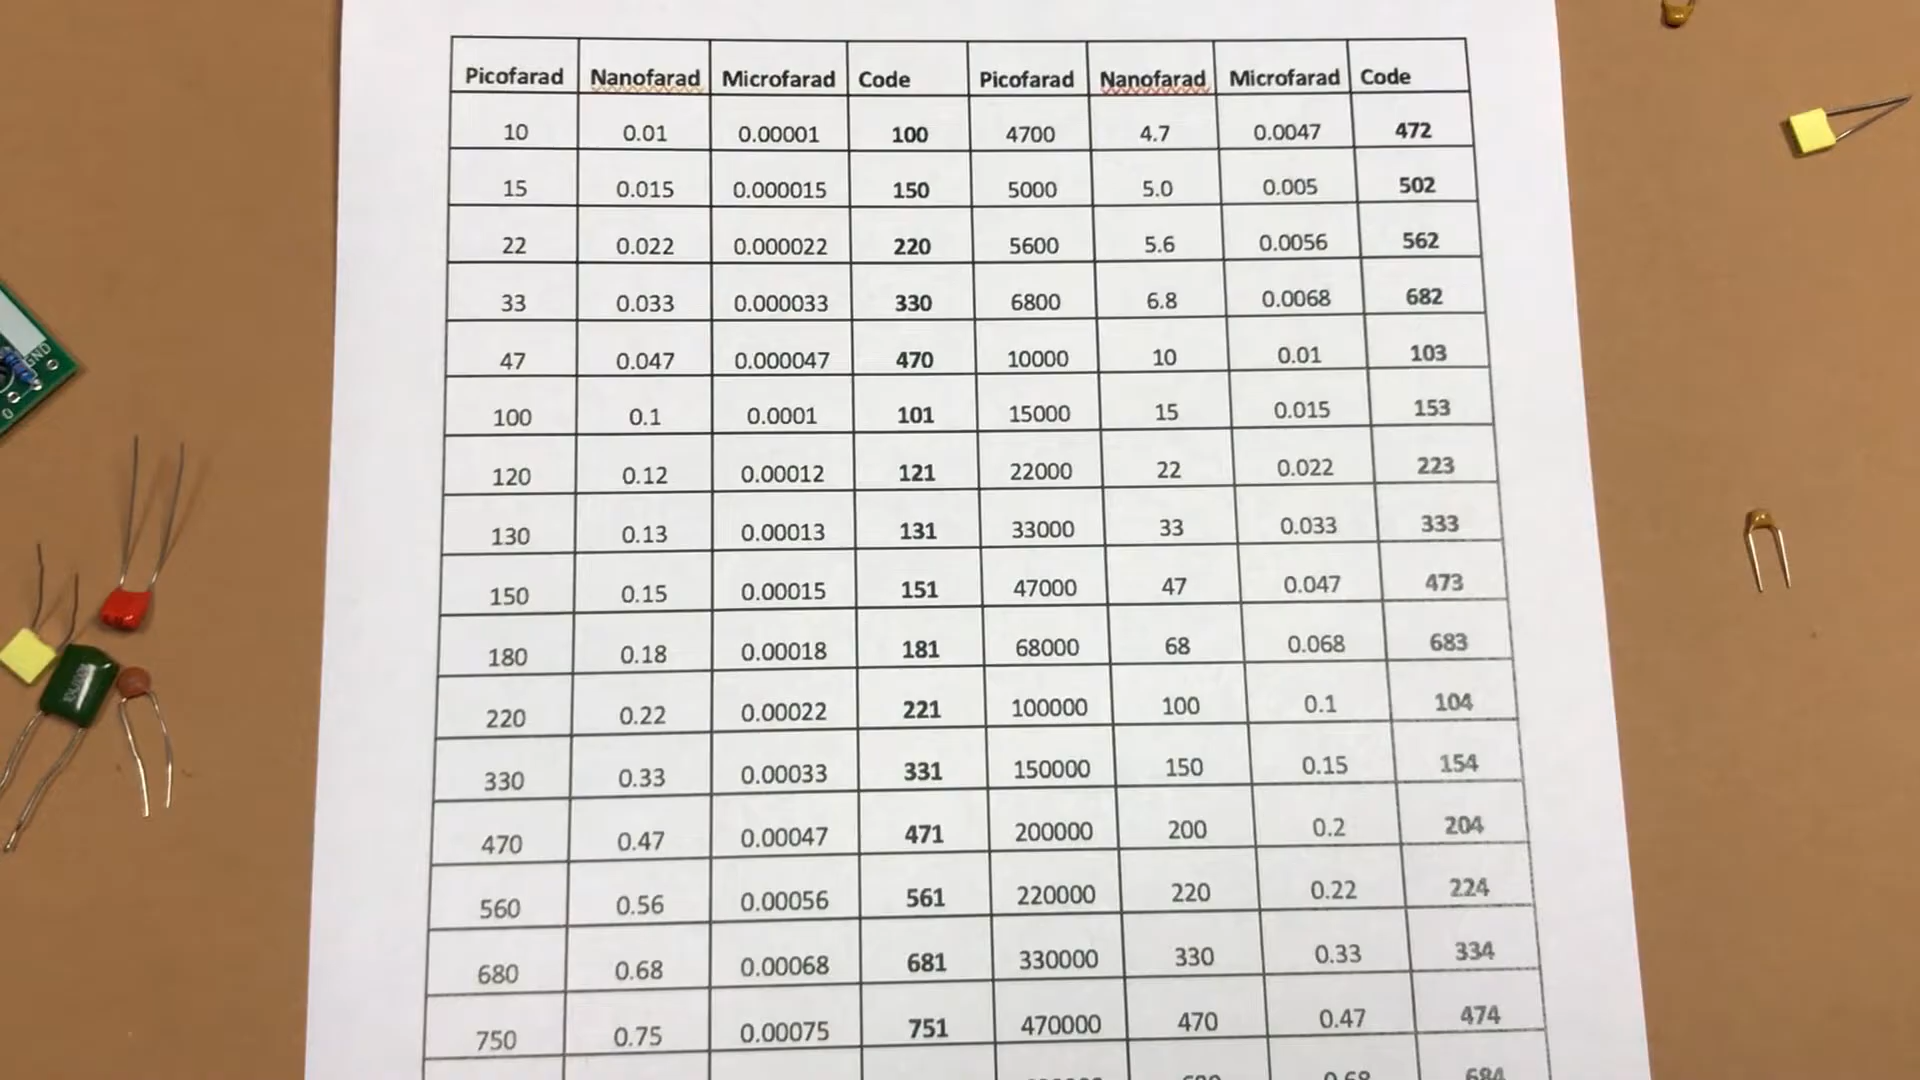 Picofarad Nanofarad Microfarad Code Picofarad Nanofarad Microfarad Code
10 0.01 0.00001 100 4700 4.7 0.0047 472
15 0.015 0.000015 150 5000 5.0 0.005 502
22 0.022 0.000022 220 5600 5.6 0.0056 562
33 0.033 0.000033 330 6800 6.8 0.0068 682
47 0.047 0.000047 470 10000 10 0.01 103
100 0.1 0.0001 101 15000 15 0.015 153
120 0.12 0.00012 121 22000 22 0.022 223
130 0.13 0.00013 131 33000 33 0.033 333
150 0.15 0.00015 151 47000 47 0.047 473
180 0.18 0.00018 181 68000 68 0.068 683
220 0.22 0.00022 221 100000 100 0.1 104
330 0.33 0.00033 331 150000 150 0.15 154
470 0.47 0.00047 471 200000 200 0.2 204
560 0.56 0.00056 561 220000 220 0.22 224
680 0.68 0.00068 681 330000 330 0.33 334
750 0.75 0.00075 751 470000 470 0.47 474
0.68 684
GND